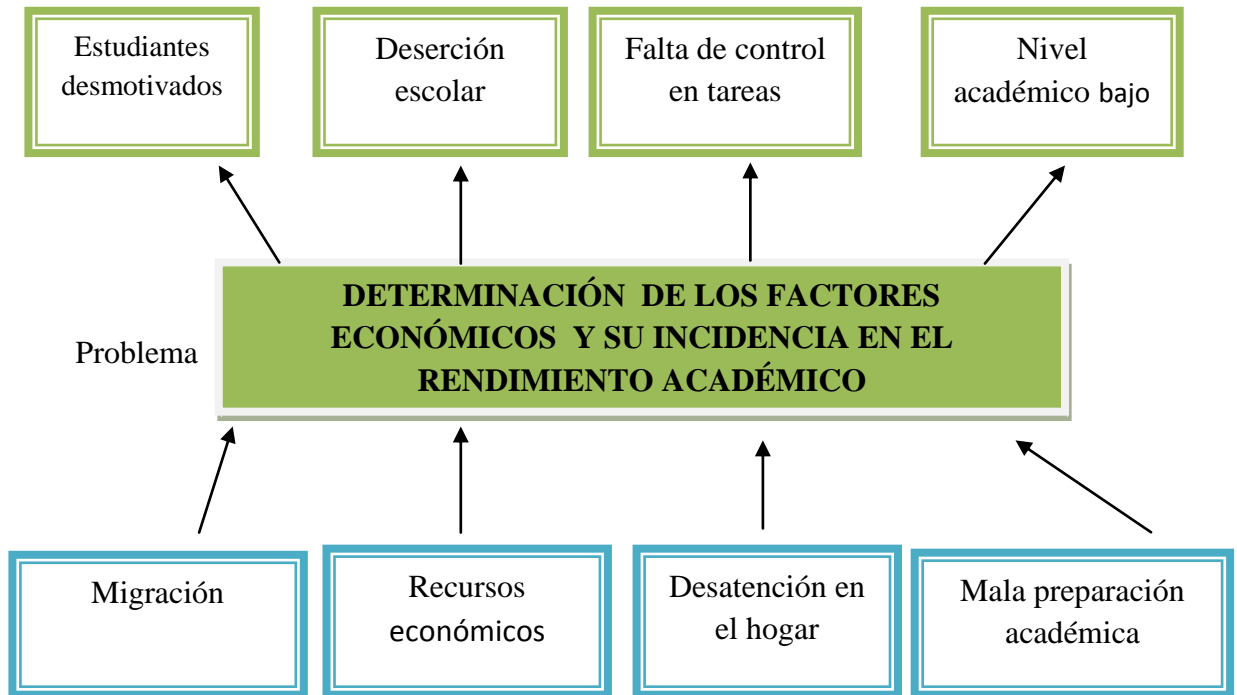 Estudiantes
desmotivados
Deserción
escolar
Falta de control
en tareas
Nivel
académico bajo
Problema
DETERMINACIÓN DE LOS FACTORES
ECONÓMICOS Y SU INCIDENCIA EN EL
RENDIMIENTO ACADÉMICO
Migración
Recursos
económicos
Desatención en
el hogar
Mala preparación
académica